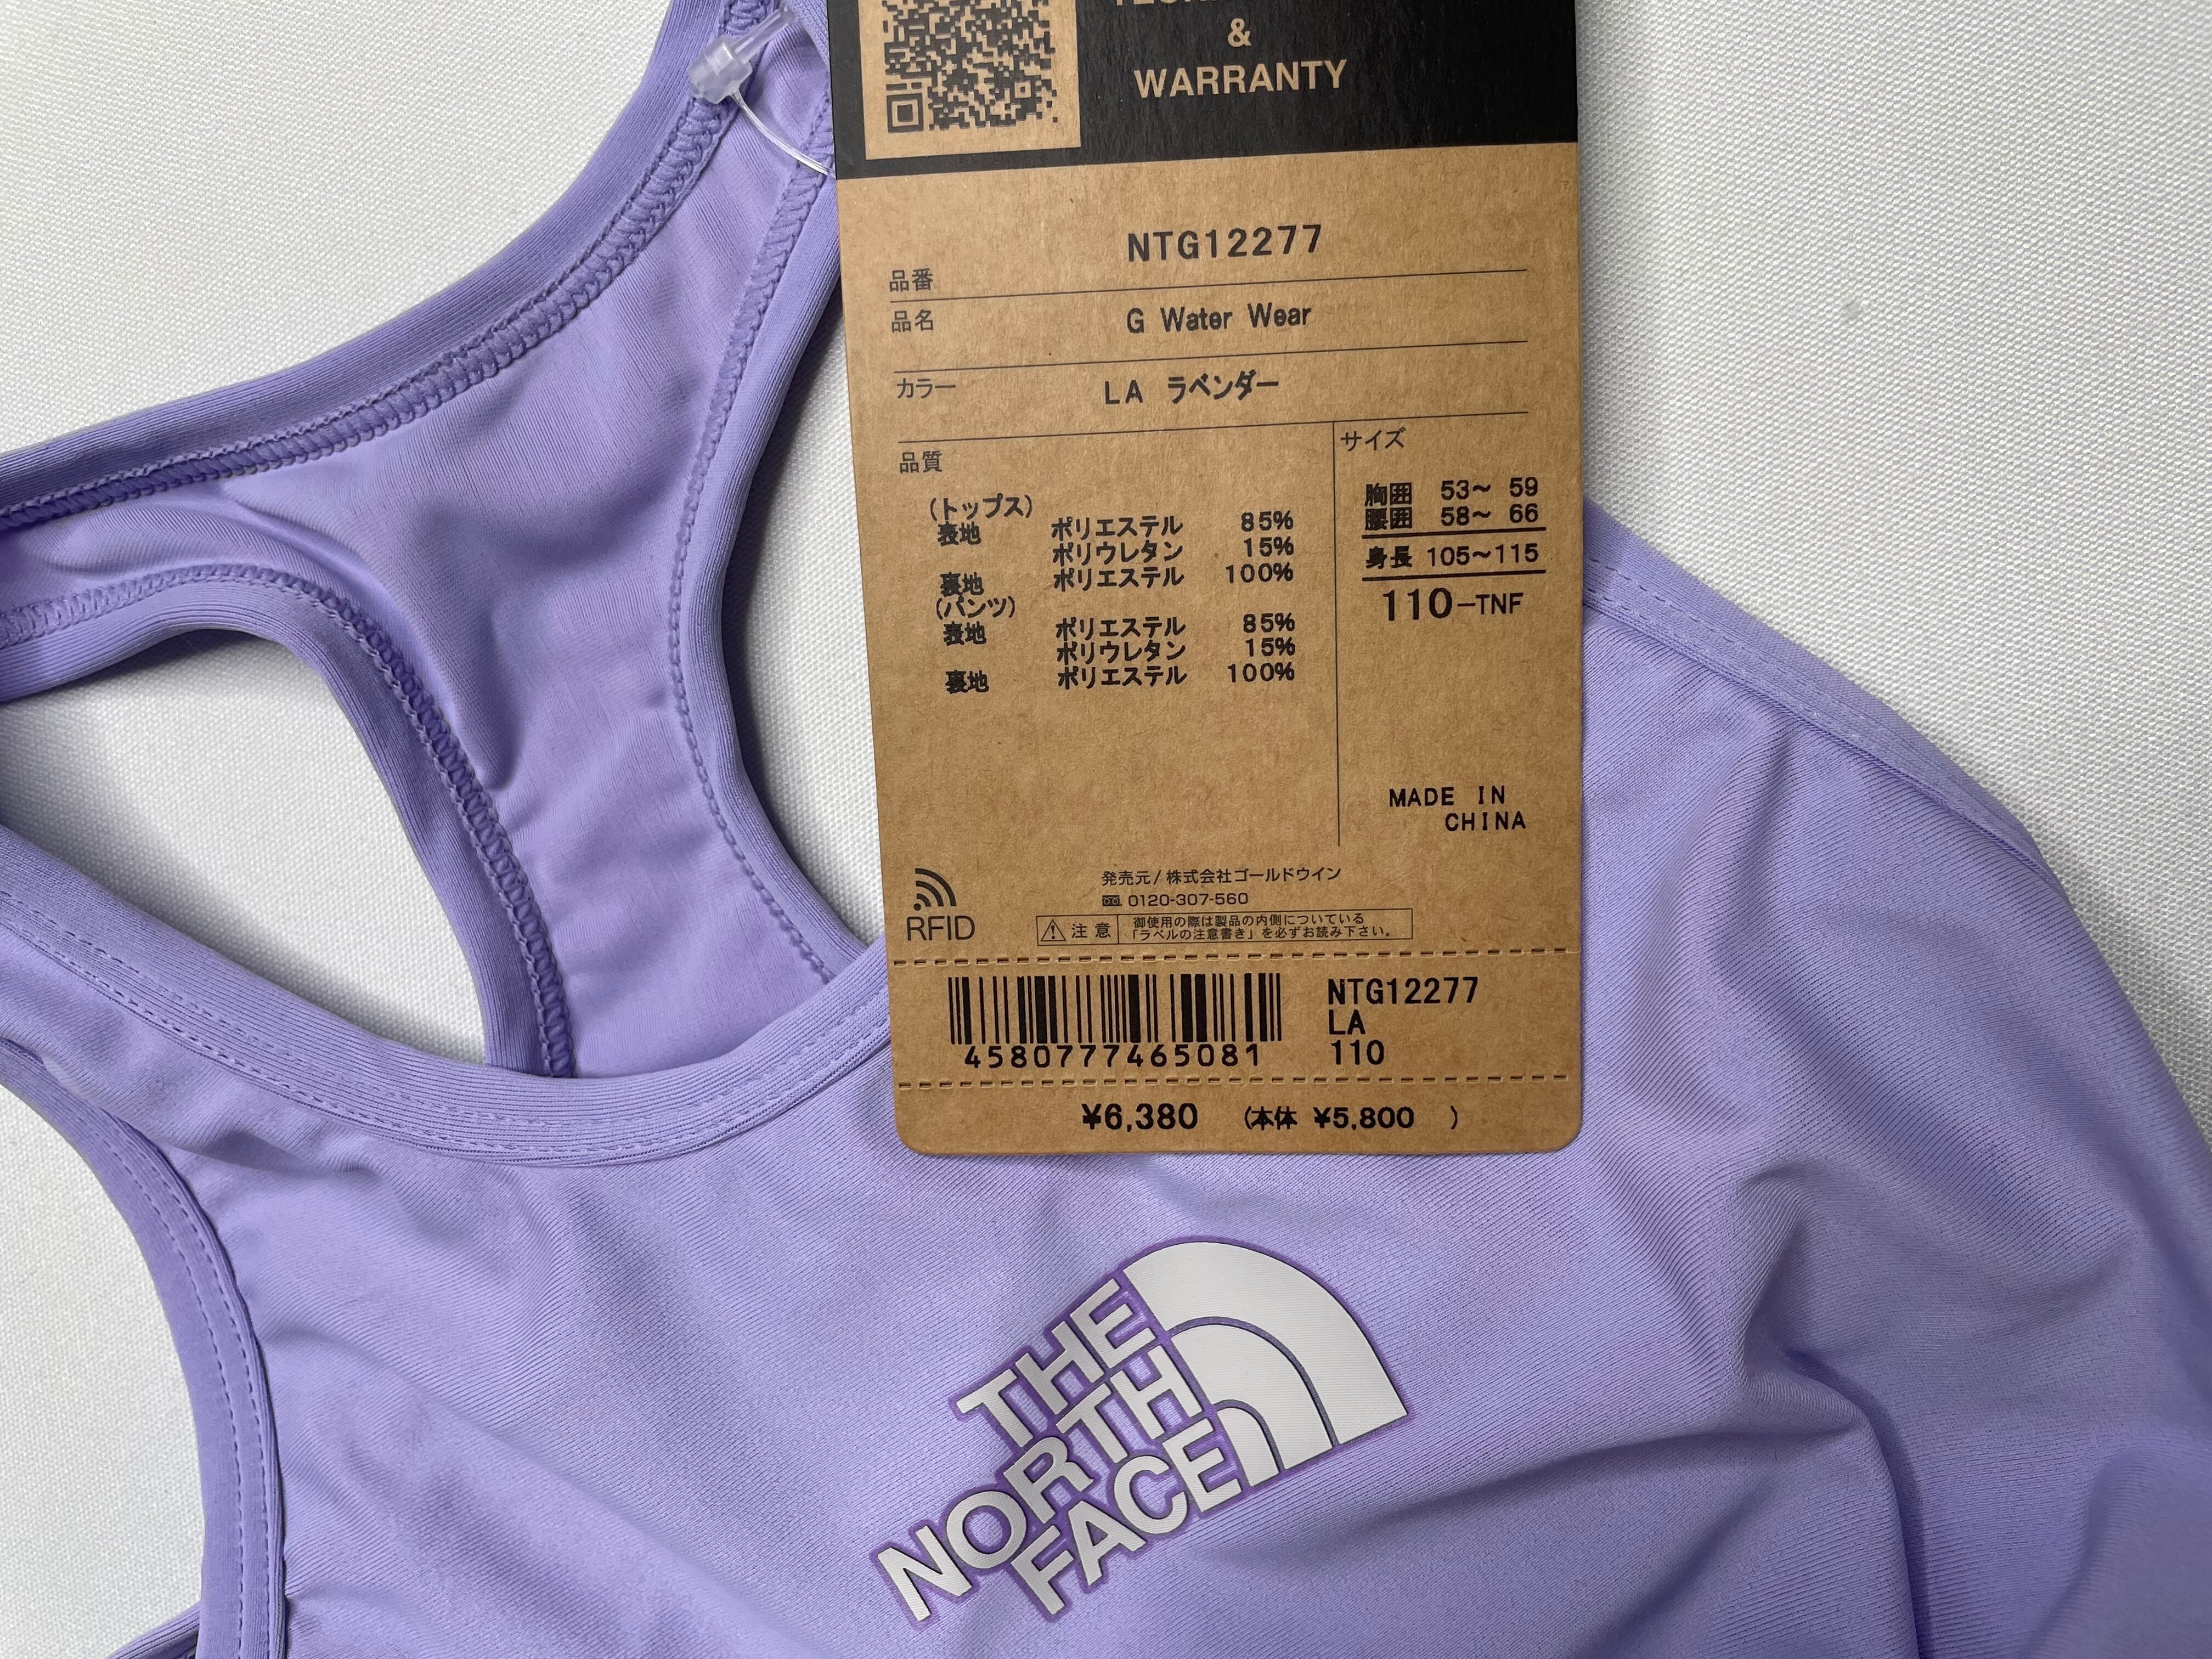 &
WARRANTY
NTG12277
品番
品名 G Water Wear
カラー LA ラベンダー
品質
サイズ
(トップス)
表地 ポリエステル 85%
ポリウレタン 15%
裏地 ポリエステル 100%
(パンツ)
表地 ポリエステル 85%
ポリウレタン 15%
裏地 ポリエステル 100%
胸囲 53~ 59
腰囲 58~ 66
身長 105~115
110-TNF
MADE IN
CHINA
発売元/株式会社ゴールドウイン
0120-307-560
RFID
注意
御使用の際は製品の内側についている
「ラベルの注意書き」を必ずお読み下さい。
4580777465081
NTG12277
LA
110
¥6,380 (本体 ¥5,800 )
THE
NORTH
FACE